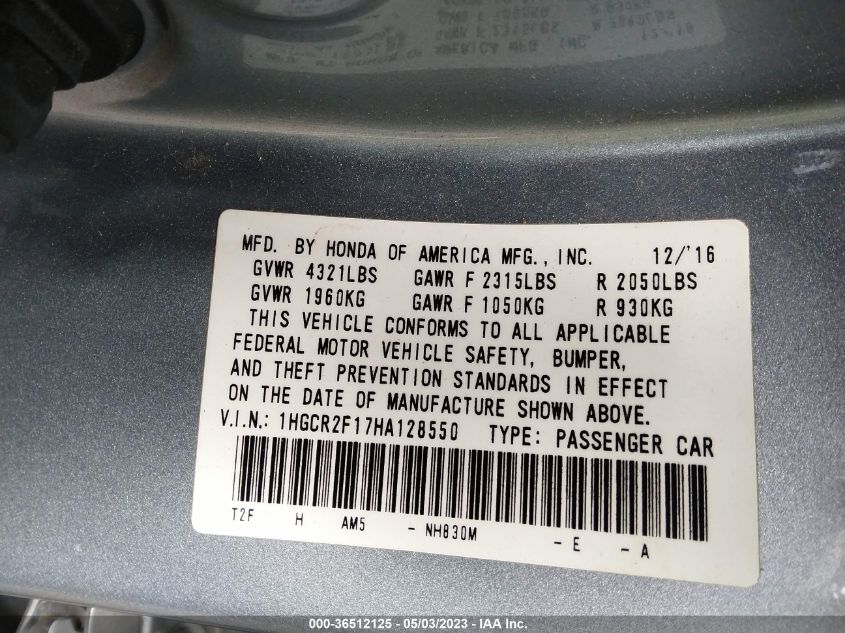 MFD. BY HONDA OF AMERICA MFG., INC. 12/'16
GVWR 4321LBS GAWR F 2315LBS R 2050LBS
GVWR 1960KG GAWR F 1050KG R 930KG
THIS VEHICLE CONFORMS TO ALL APPLICABLE
FEDERAL MOTOR VEHICLE SAFETY, BUMPER,
AND THEFT PREVENTION STANDARDS IN EFFECT
ON THE DATE OF MANUFACTURE SHOWN ABOVE.
V.I.N.: 1HGCR2F17HA128550 TYPE: PASSENGER CAR
T2F H AM5 - NH830M - E - A
000-36512125 - 05/03/2023 - IAA Inc.